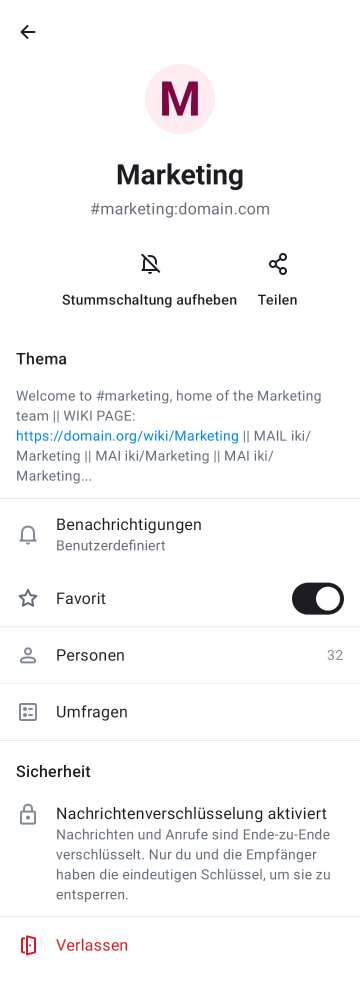 M
Marketing
#marketing:domain.com
Stummschaltung aufheben
Teilen
Thema
Welcome to #marketing, home of the Marketing
team || WIKI PAGE:
https://domain.org/wiki/Marketing || MAIL iki/
Marketing || MAI iki/Marketing || MAI iki/
Marketing...
Benachrichtigungen
Benutzerdefiniert
Favorit
Personen 32
Umfragen
Sicherheit
Nachrichtenverschlüsselung aktiviert
Nachrichten und Anrufe sind Ende-zu-Ende
verschlüsselt. Nur du und die Empfänger
haben die eindeutigen Schlüssel, um sie zu
entsperren.
Verlassen